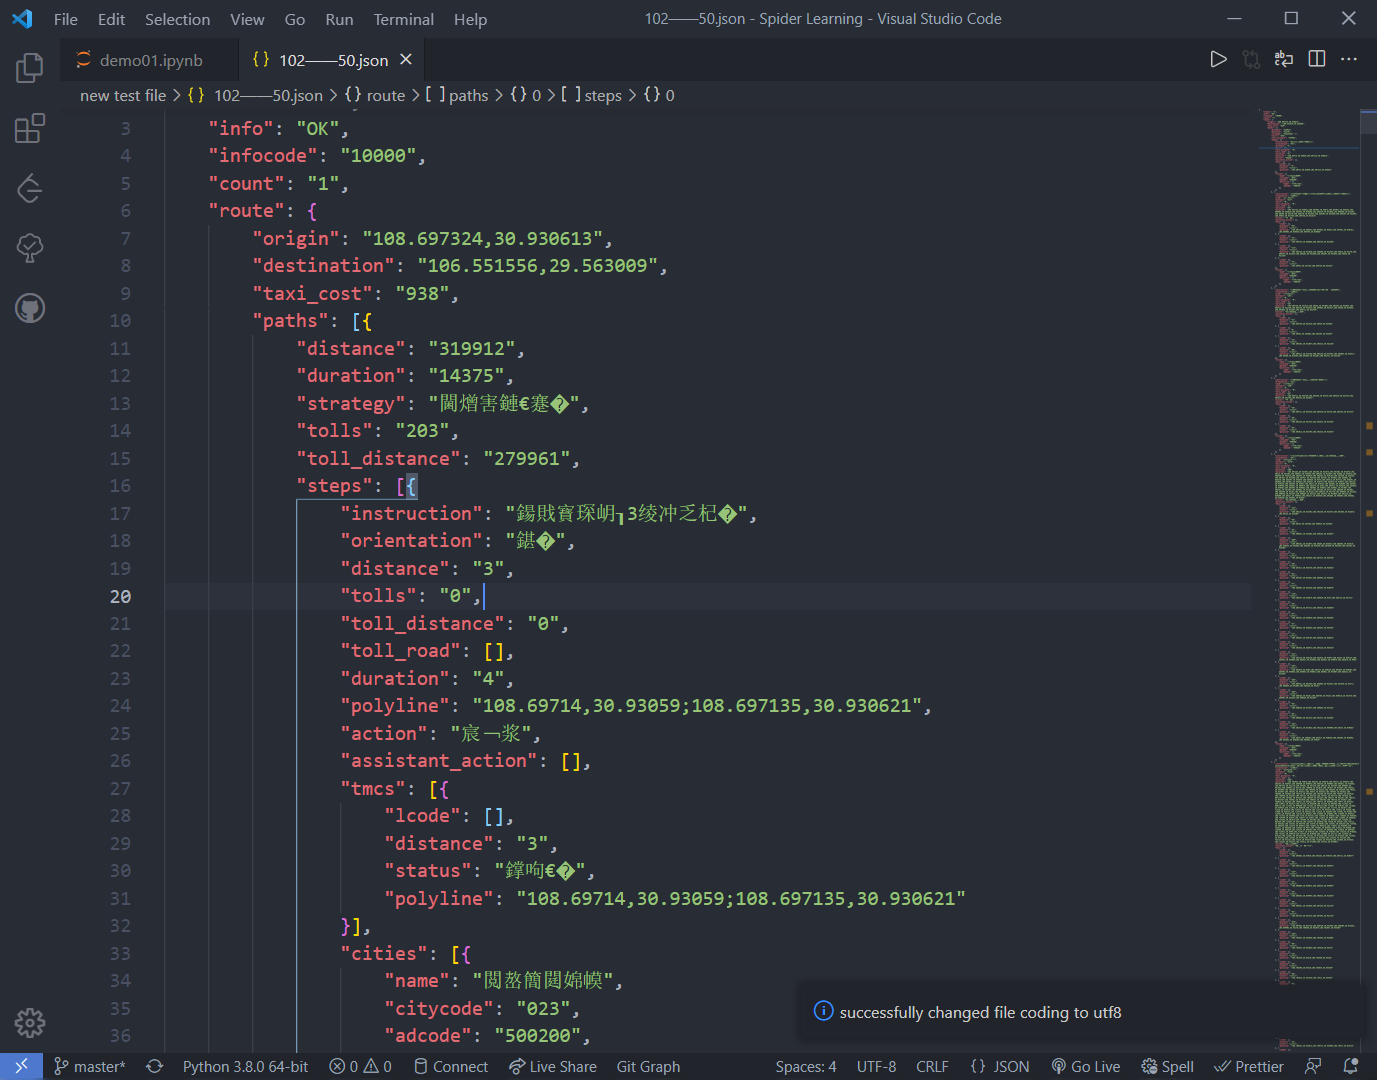 File Edit Selection View Go Run Terminal Help
102——50.json - Spider Learning - Visual Studio Code
demo01.ipynb
{ } 102——50.json
new test file > { } 102——50.json > { } route > [ ] paths > { } 0 > [ ] steps > { } 0
3 "info": "OK",
4 "infocode": "10000",
5 "count": "1",
6 "route": {
7 "origin": "108.697324,30.930613",
8 "destination": "106.551556,29.563009",
9 "taxi_cost": "938",
10 "paths": [{
11 "distance": "319912",
12 "duration": "14375",
13 "strategy": "閫熷害鏈€蹇�",
14 "tolls": "203",
15 "toll_distance": "279961",
16 "steps": [{
17 "instruction": "鍚戝寳琛岄┒3绫冲乏杞�",
18 "orientation": "鍖�",
19 "distance": "3",
20 "tolls": "0",
21 "toll_distance": "0",
22 "toll_road": [],
23 "duration": "4",
24 "polyline": "108.69714,30.93059;108.697135,30.930621",
25 "action": "宸﹁浆",
26 "assistant_action": [],
27 "tmcs": [{
28 "lcode": [],
29 "distance": "3",
30 "status": "鏈煡",
31 "polyline": "108.69714,30.93059;108.697135,30.930621"
32 }],
33 "cities": [{
34 "name":
35 "citycode": "023",
36 "adcode": "500200",
successfully changed file coding to utf8
master* Python 3.8.0 64-bit 0 0 Connect Live Share Git Graph Spaces: 4 UTF-8 CRLF { } JSON Go Live Spell Prettier